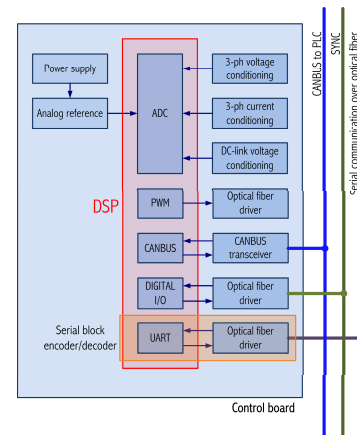 Power supply
Analog reference
ADC
3-ph voltage
conditioning
3-ph current
conditioning
DC-link voltage
conditioning
DSP
PWM
Optical fiber
driver
CANBUS
CANBUS
transceiver
DIGITAL
I/O
Optical fiber
driver
Serial block
encoder/decoder
UART
Optical fiber
driver
Control board
CANBUS to PLC
SYNC
Serial communication over optical fiber